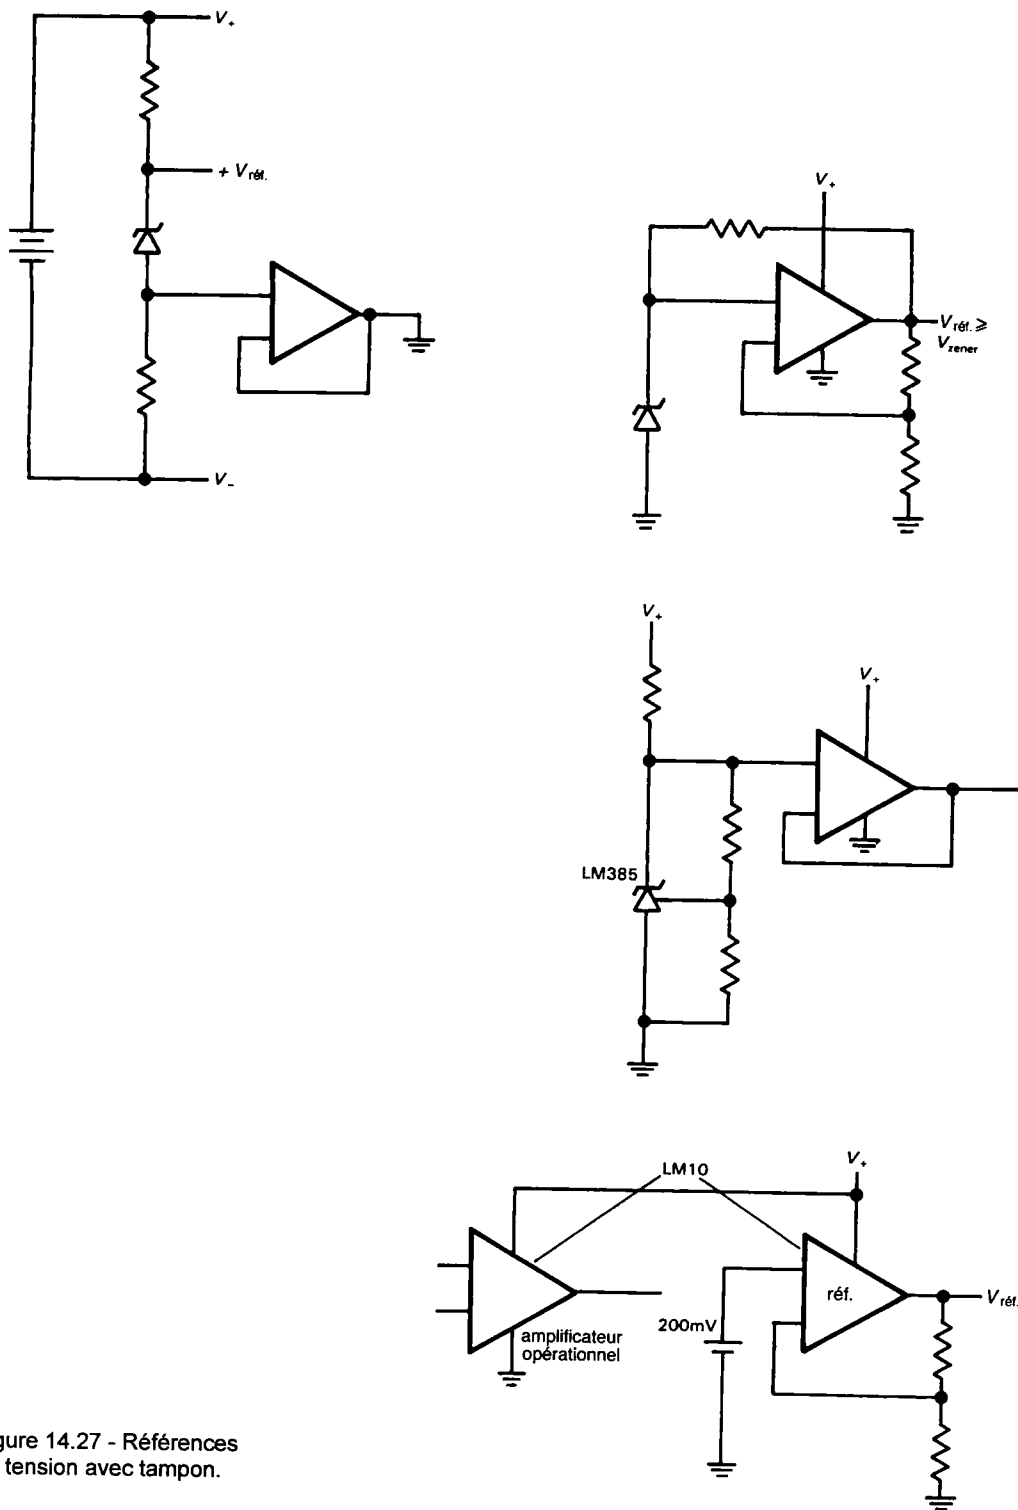 V+
+ Vréf.
V−
V+
Vréf. ⩾
Vzener
V+
V+
LM385
LM10
V+
réf.
Vréf.
200mV
amplificateur
opérationnel
gure 14.27 - Références
tension avec tampon.